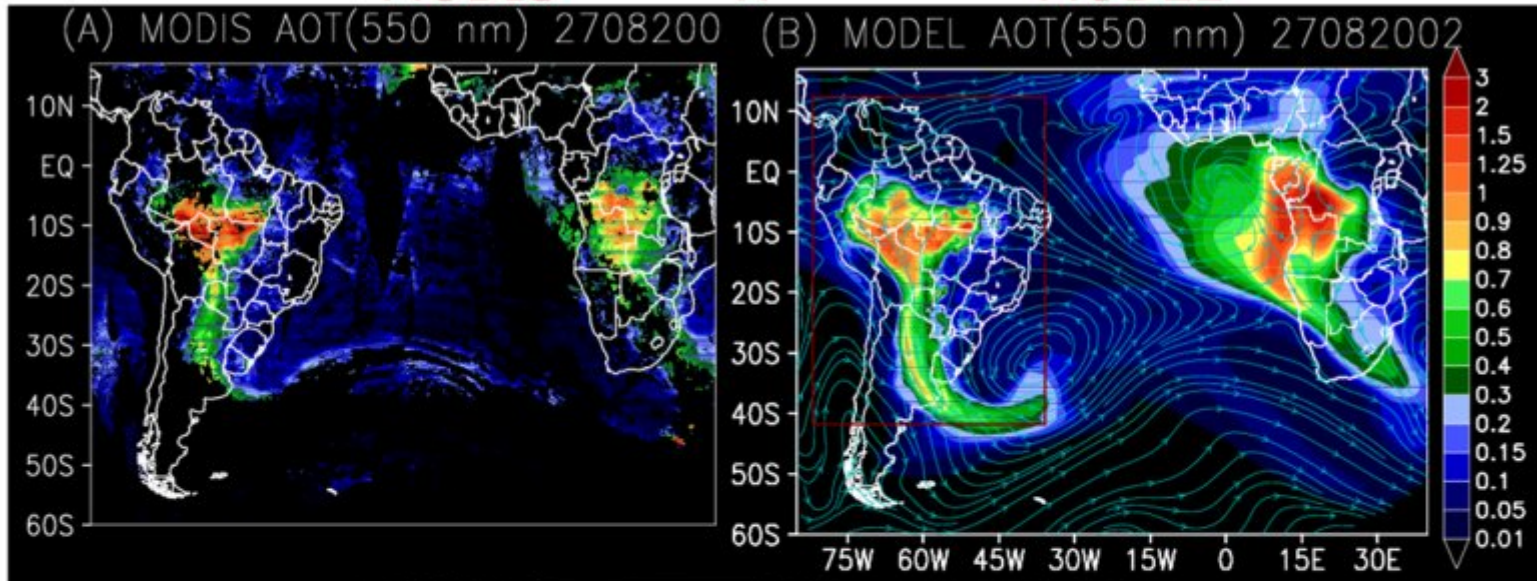 (A) MODIS AOT(550 nm) 2708200
(B) MODEL AOT(550 nm) 27082002
10N
EQ
10S
20S
30S
40S
50S
60S
10N
EQ
10S
20S
30S
40S
50S
60S
75W 60W 45W 30W 15W 0 15E 30E
3
2
1.5
1.25
1
0.9
0.8
0.7
0.6
0.5
0.4
0.3
0.2
0.15
0.1
0.05
0.01